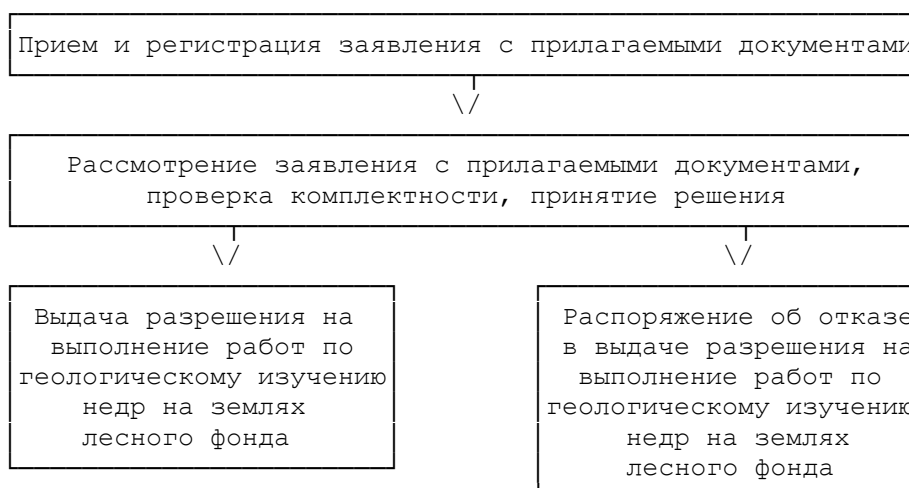 Прием и регистрация заявления с прилагаемыми документами
\/
Рассмотрение заявления с прилагаемыми документами,
проверка комплектности, принятие решения
\/ \/
Выдача разрешения на
выполнение работ по
геологическому изучению
недр на землях
лесного фонда
Распоряжение об отказе
в выдаче разрешения на
выполнение работ по
геологическому изучению
недр на землях
лесного фонда